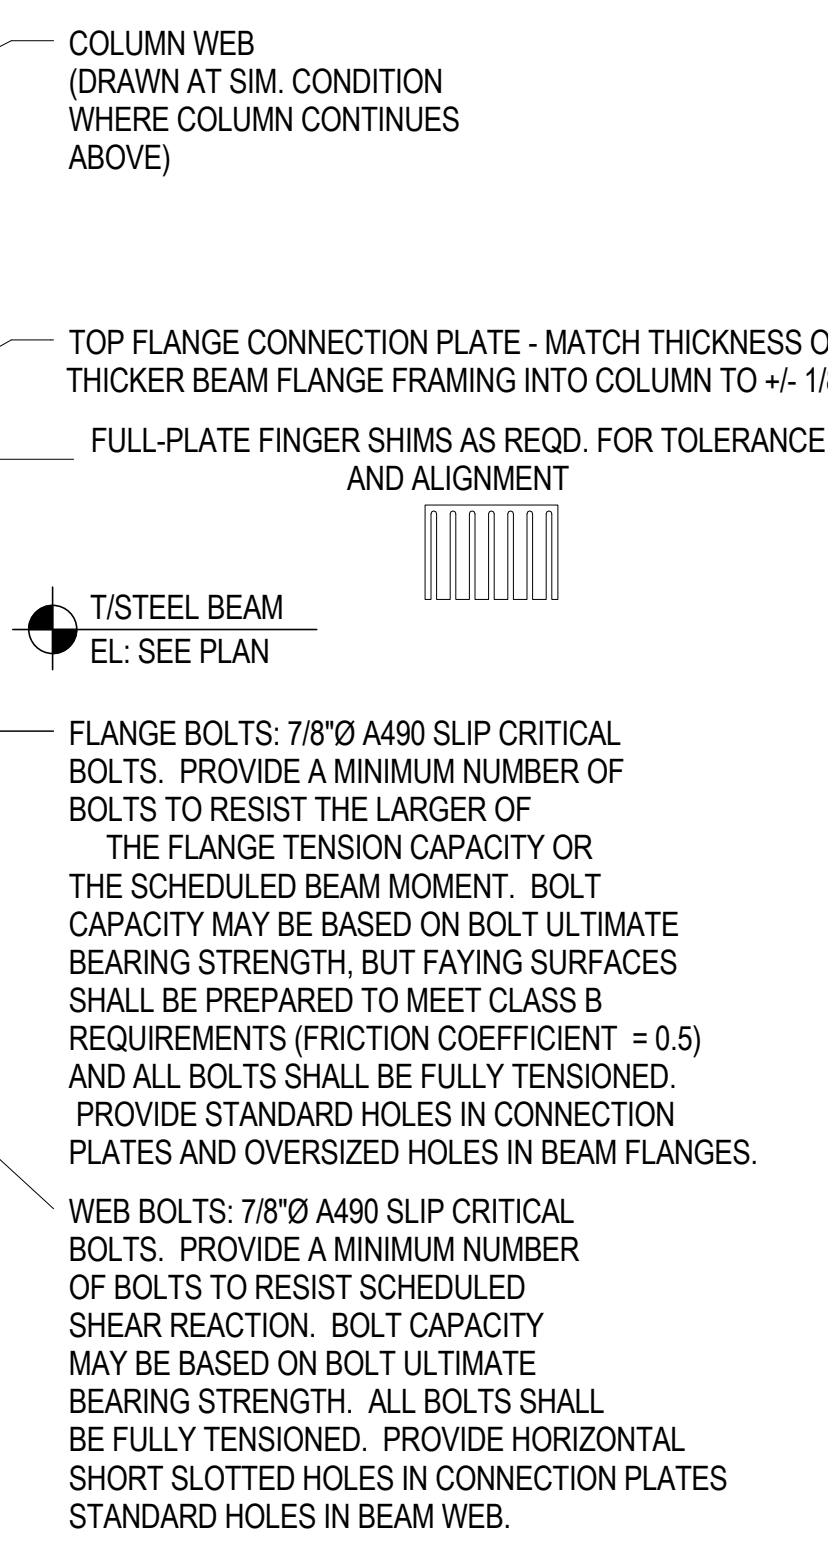 COLUMN WEB
(DRAWN AT SIM. CONDITION
WHERE COLUMN CONTINUES
ABOVE)
TOP FLANGE CONNECTION PLATE - MATCH THICKNESS O
THICKER BEAM FLANGE FRAMING INTO COLUMN TO +/- 1/8
FULL-PLATE FINGER SHIMS AS REQD. FOR TOLERANCE
AND ALIGNMENT
T/STEEL BEAM
EL: SEE PLAN
FLANGE BOLTS: 7/8"Ø A490 SLIP CRITICAL
BOLTS. PROVIDE A MINIMUM NUMBER OF
BOLTS TO RESIST THE LARGER OF
THE FLANGE TENSION CAPACITY OR
THE SCHEDULED BEAM MOMENT. BOLT
CAPACITY MAY BE BASED ON BOLT ULTIMATE
BEARING STRENGTH, BUT FAYING SURFACES
SHALL BE PREPARED TO MEET CLASS B
REQUIREMENTS (FRICTION COEFFICIENT = 0.5)
AND ALL BOLTS SHALL BE FULLY TENSIONED.
PROVIDE STANDARD HOLES IN CONNECTION
PLATES AND OVERSIZED HOLES IN BEAM FLANGES.
WEB BOLTS: 7/8"Ø A490 SLIP CRITICAL
BOLTS. PROVIDE A MINIMUM NUMBER
OF BOLTS TO RESIST SCHEDULED
SHEAR REACTION. BOLT CAPACITY
MAY BE BASED ON BOLT ULTIMATE
BEARING STRENGTH. ALL BOLTS SHALL
BE FULLY TENSIONED. PROVIDE HORIZONTAL
SHORT SLOTTED HOLES IN CONNECTION PLATES
STANDARD HOLES IN BEAM WEB.